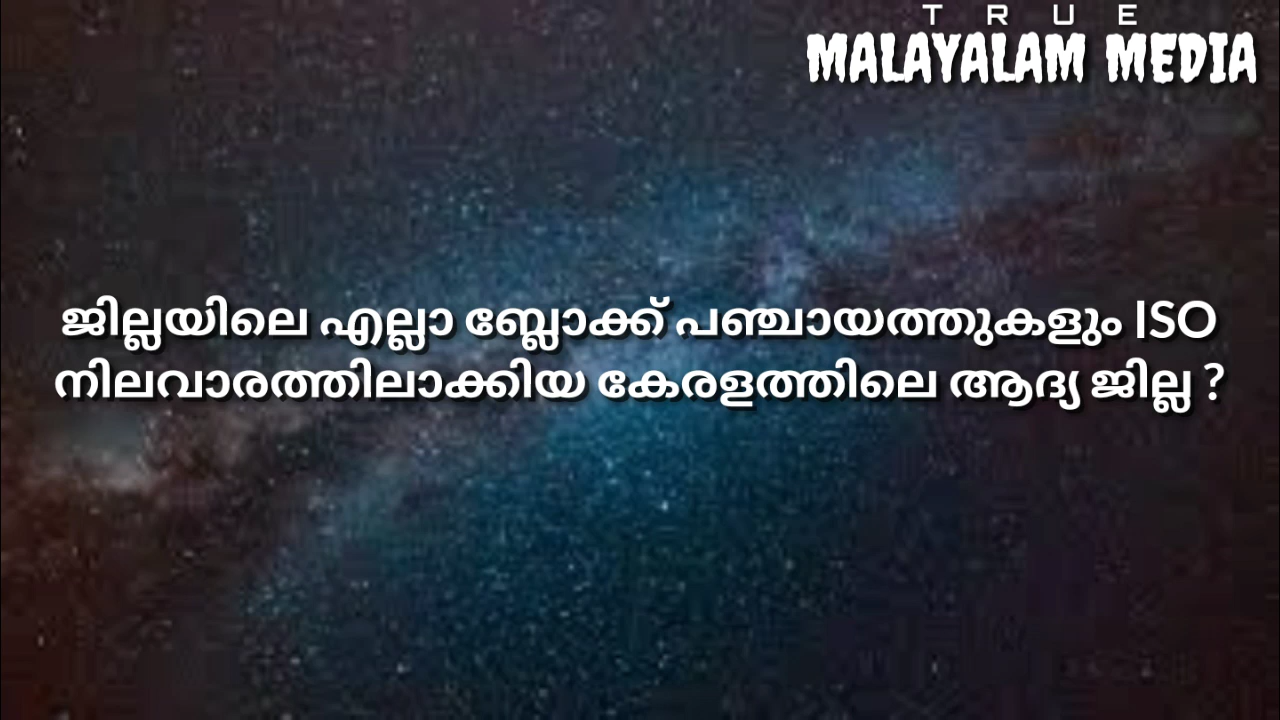 TRUE
MALAYALAM MEDIA
ജില്ലയിലെ എല്ലാ ബ്ലോക്ക് പഞ്ചായത്തുകളും ISO
നിലവാരത്തിലാക്കിയ കേരളത്തിലെ ആദ്യ ജില്ല ?